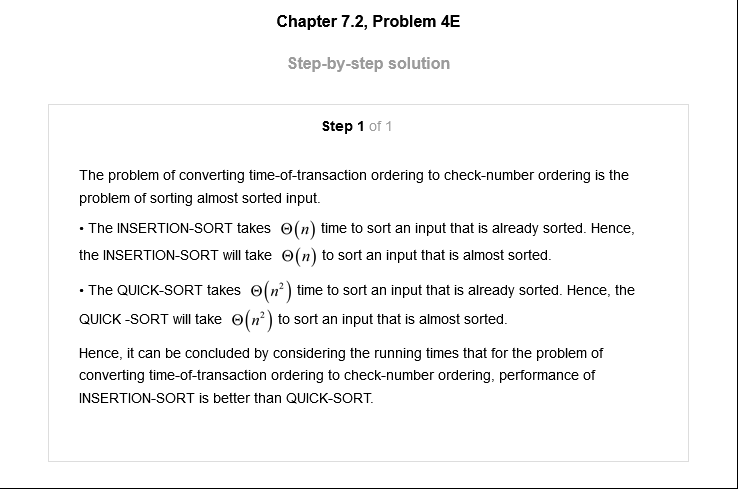 Chapter 7.2, Problem 4E
Step-by-step solution
Step 1 of 1
The problem of converting time-of-transaction ordering to check-number ordering is the
problem of sorting almost sorted input.
• The INSERTION-SORT takes Θ(n) time to sort an input that is already sorted. Hence,
the INSERTION-SORT will take Θ(n) to sort an input that is almost sorted.
• The QUICK-SORT takes Θ(n²) time to sort an input that is already sorted. Hence, the
QUICK -SORT will take Θ(n²) to sort an input that is almost sorted.
Hence, it can be concluded by considering the running times that for the problem of
converting time-of-transaction ordering to check-number ordering, performance of
INSERTION-SORT is better than QUICK-SORT.